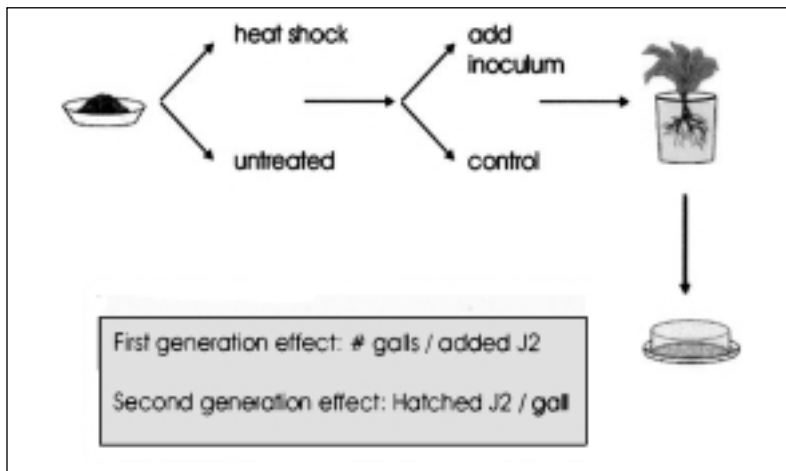 heat shock
add
inoculum
untreated
control
First generation effect: # galls / added J2
Second generation effect: Hatched J2 / gall